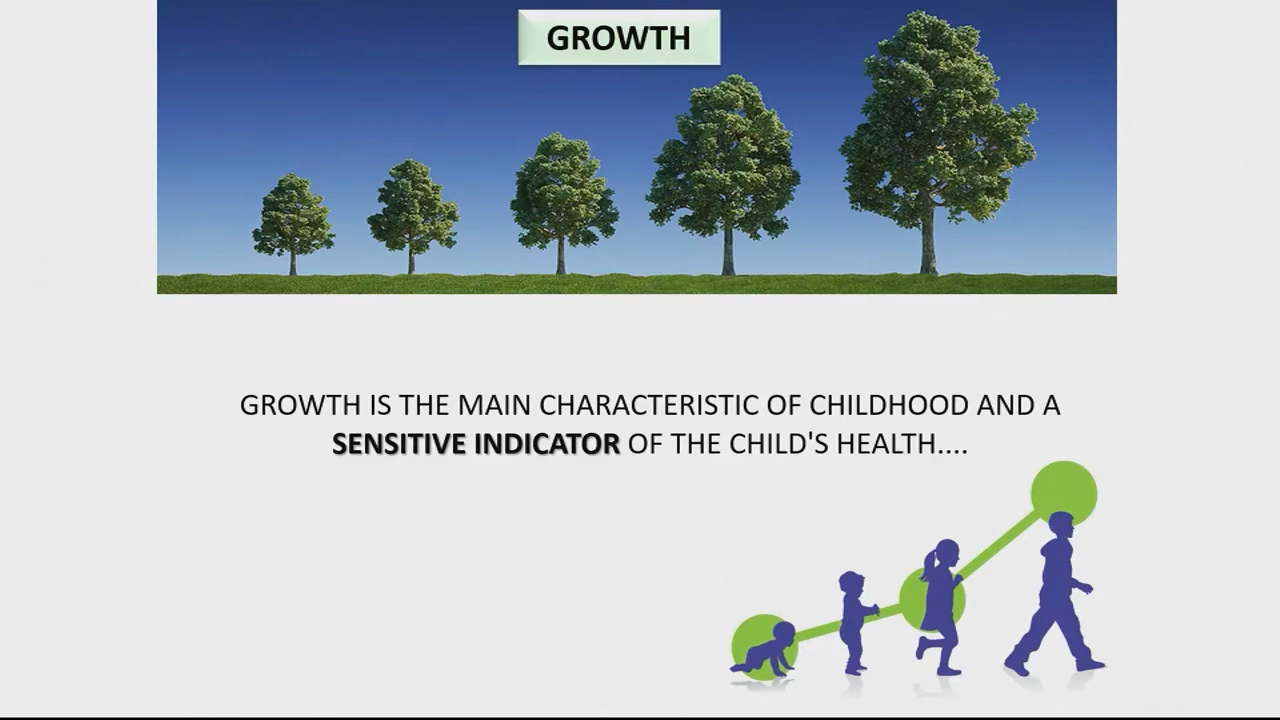 GROWTH
GROWTH IS THE MAIN CHARACTERISTIC OF CHILDHOOD AND A
SENSITIVE INDICATOR OF THE CHILD'S HEALTH....